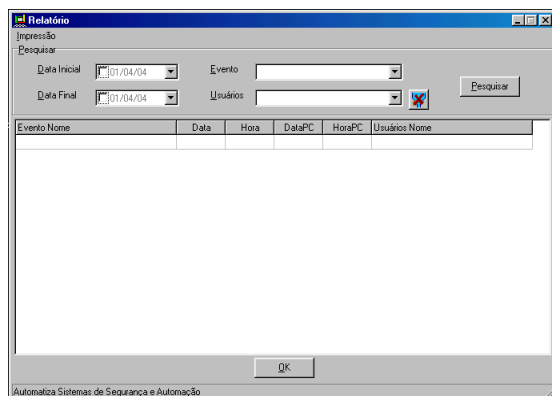 Relatório
Impressão
Pesquisar
Data Inicial 01/04/04 Evento
Data Final 01/04/04 Usuários
Pesquisar
Evento Nome Data Hora DataPC HoraPC Usuários Nome
OK
Automatiza Sistemas de Segurança e Automação